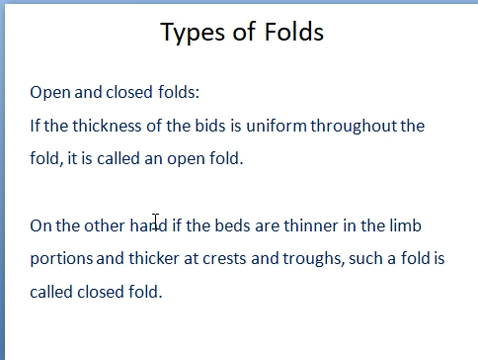 Types of Folds
Open and closed folds:
If the thickness of the bids is uniform throughout the
fold, it is called an open fold.
On the other hand if the beds are thinner in the limb
portions and thicker at crests and troughs, such a fold is
called closed fold.